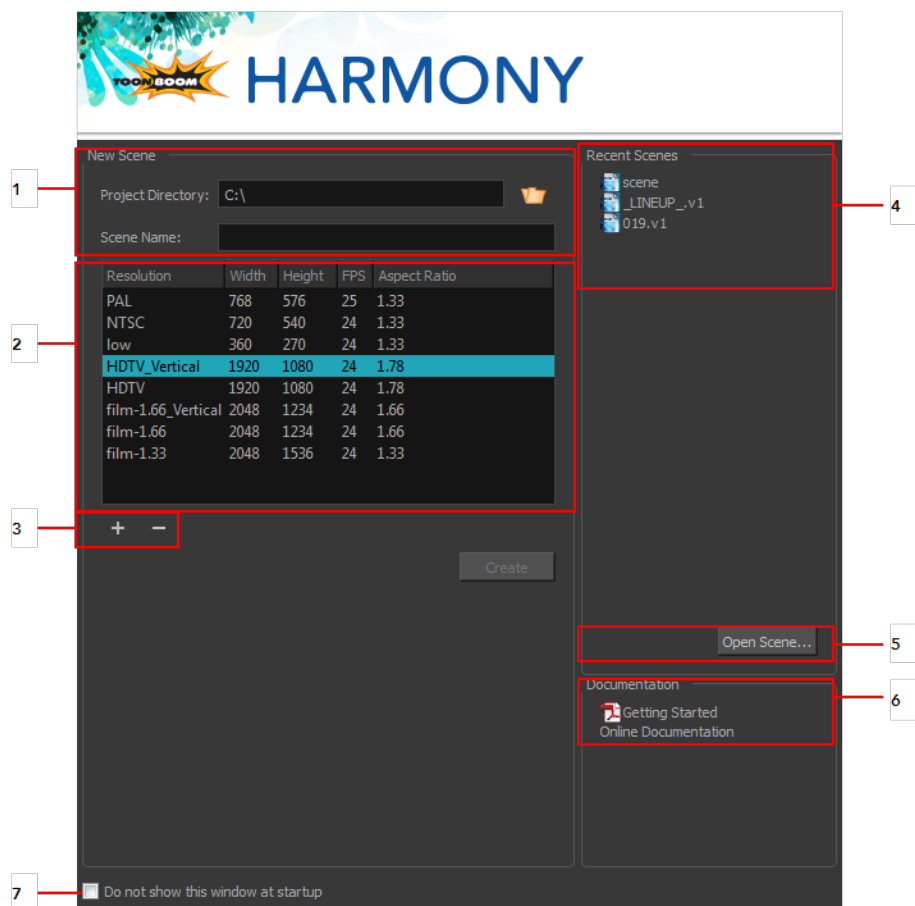 TOON BOOM HARMONY
New Scene
1
Project Directory: C:\
Scene Name:
2
Resolution Width Height FPS Aspect Ratio
PAL 768 576 25 1.33
NTSC 720 540 24 1.33
low 360 270 24 1.33
HDTV_Vertical 1920 1080 24 1.78
HDTV 1920 1080 24 1.78
film-1.66_Vertical 2048 1234 24 1.66
film-1.66 2048 1234 24 1.66
film-1.33 2048 1536 24 1.33
3
+ −
Create
Recent Scenes
scene
_LINEUP_.v1
019.v1
4
Open Scene...
5
Documentation
6
Getting Started
Online Documentation
7
Do not show this window at startup